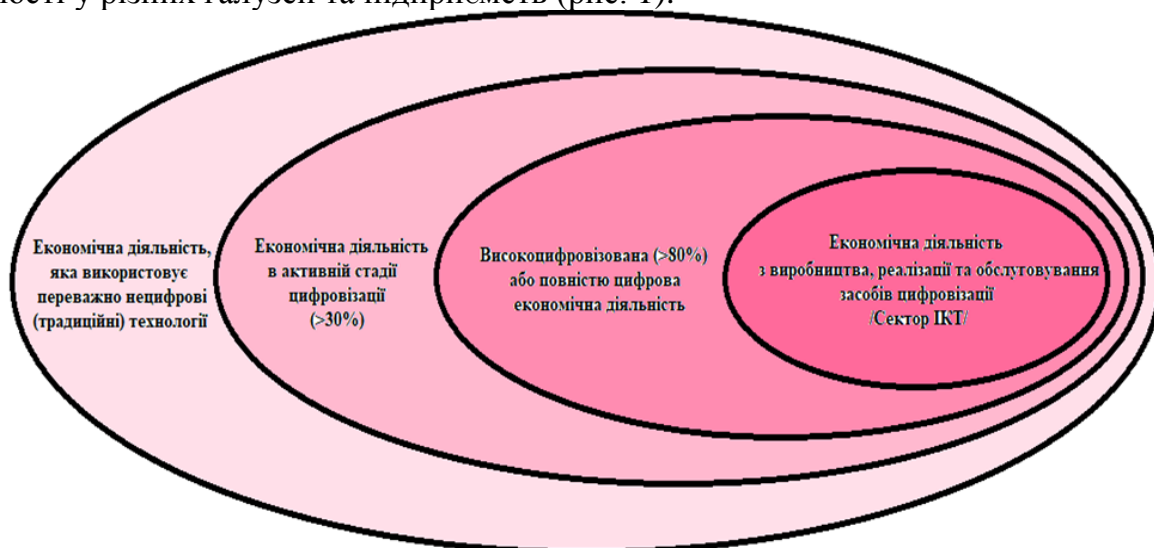 ності у різних галузей та підприємств (рис. 1).
Економічна діяльність,
яка використовує
переважно нецифрові
(традиційні) технології
Економічна діяльність
в активній стадії
цифровізації
(>30%)
Високоцифровізована (>80%)
або повністю цифрова
економічна діяльність
Економічна діяльність
з виробництва, реалізації та обслуговування
засобів цифровізації
/Сектор ІКТ/